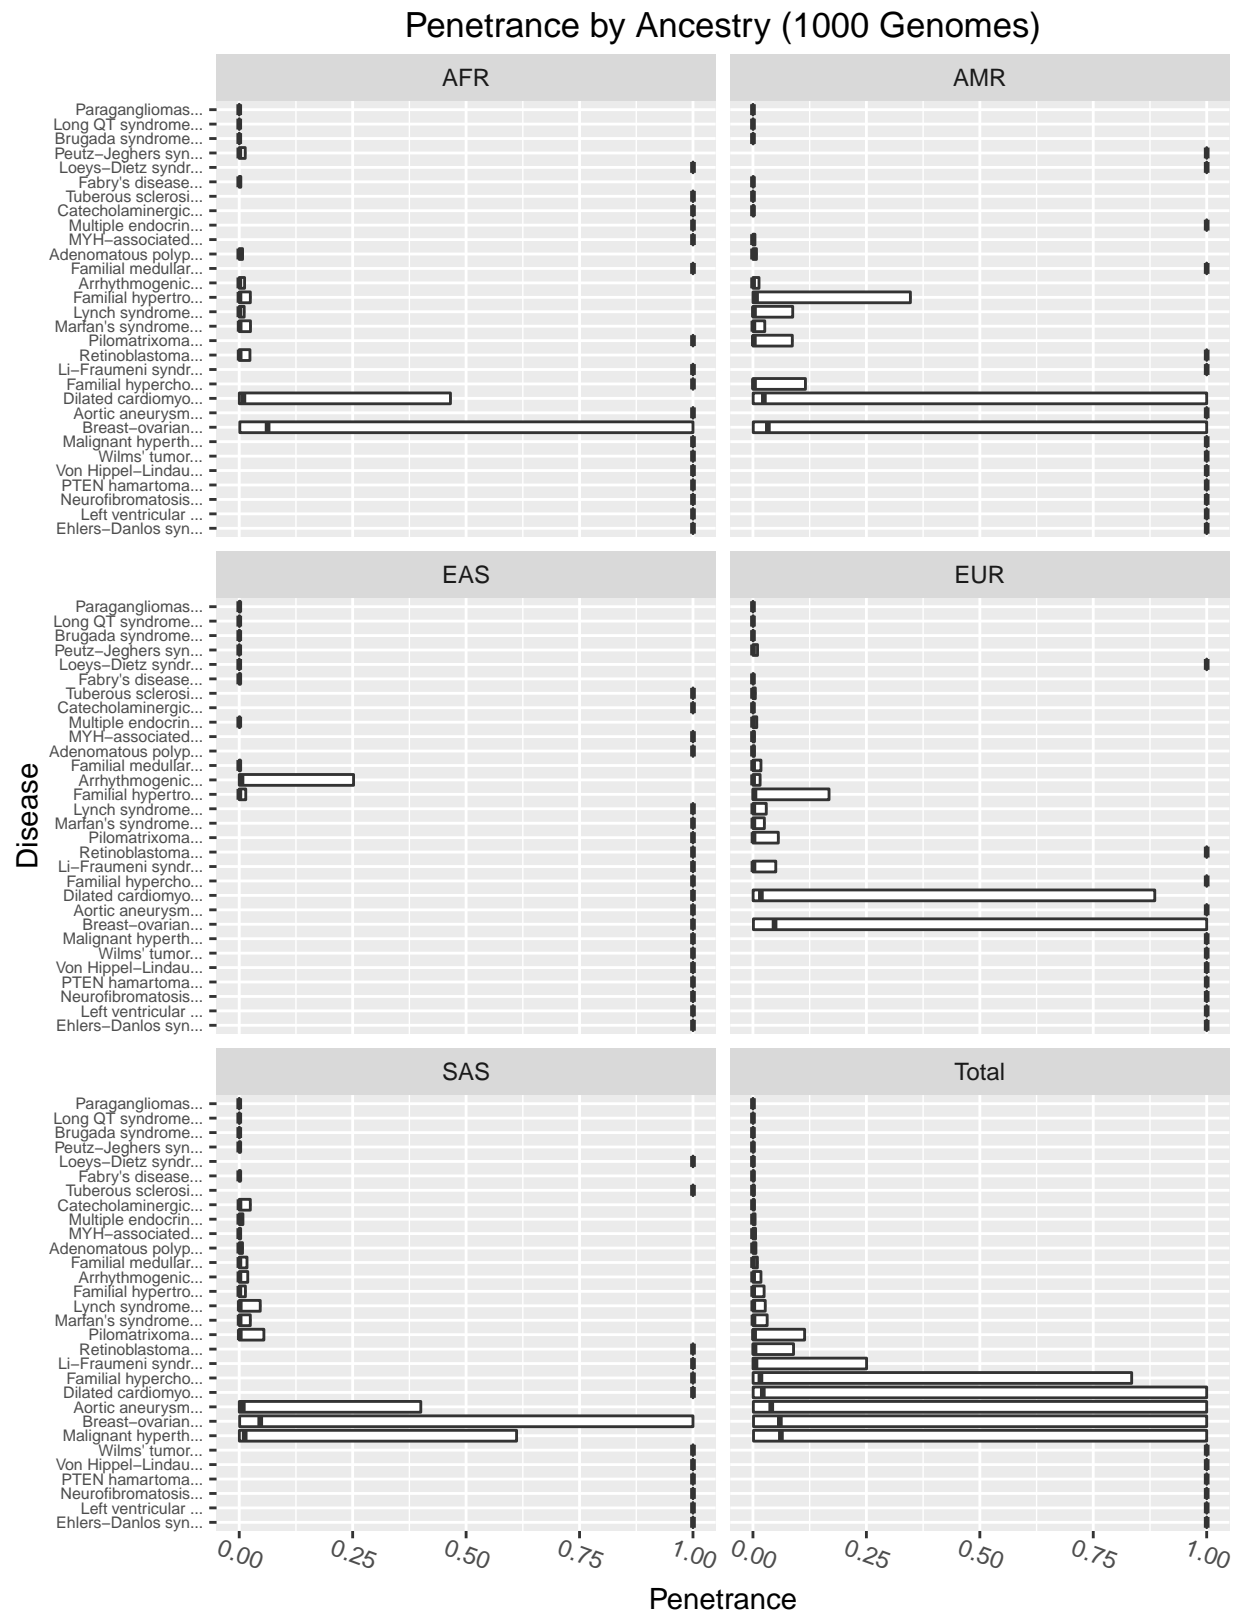 Penetrance by Ancestry (1000 Genomes)
AFR
AMR
Paragangliomas...
Long QT syndrome...
Brugada syndrome...
Peutz−Jeghers syn...
Loeys−Dietz syndr...
Fabry's disease...
Tuberous sclerosi...
Catecholaminergic...
Multiple endocrin...
MYH−associated...
Adenomatous polyp...
Familial medullar...
Arrhythmogenic...
Familial hypertro...
Lynch syndrome...
Marfan's syndrome...
Pilomatrixoma...
Retinoblastoma...
Li−Fraumeni syndr...
Familial hypercho...
Dilated cardiomyo...
Aortic aneurysm...
Breast−ovarian...
Malignant hyperth...
Wilms' tumor...
Von Hippel−Lindau...
PTEN hamartoma...
Neurofibromatosis...
Left ventricular ...
Ehlers−Danlos syn...
EAS
EUR
Paragangliomas...
Long QT syndrome...
Brugada syndrome...
Peutz−Jeghers syn...
Loeys−Dietz syndr...
Fabry's disease...
Tuberous sclerosi...
Catecholaminergic...
Multiple endocrin...
MYH−associated...
Adenomatous polyp...
Familial medullar...
Arrhythmogenic...
Familial hypertro...
Lynch syndrome...
Marfan's syndrome...
Pilomatrixoma...
Retinoblastoma...
Li−Fraumeni syndr...
Familial hypercho...
Dilated cardiomyo...
Aortic aneurysm...
Breast−ovarian...
Malignant hyperth...
Wilms' tumor...
Von Hippel−Lindau...
PTEN hamartoma...
Neurofibromatosis...
Left ventricular ...
Ehlers−Danlos syn...
Disease
SAS
Total
Paragangliomas...
Long QT syndrome...
Brugada syndrome...
Peutz−Jeghers syn...
Loeys−Dietz syndr...
Fabry's disease...
Tuberous sclerosi...
Catecholaminergic...
Multiple endocrin...
MYH−associated...
Adenomatous polyp...
Familial medullar...
Arrhythmogenic...
Familial hypertro...
Lynch syndrome...
Marfan's syndrome...
Pilomatrixoma...
Retinoblastoma...
Li−Fraumeni syndr...
Familial hypercho...
Dilated cardiomyo...
Aortic aneurysm...
Breast−ovarian...
Malignant hyperth...
Wilms' tumor...
Von Hippel−Lindau...
PTEN hamartoma...
Neurofibromatosis...
Left ventricular ...
Ehlers−Danlos syn...
0.00 0.25 0.50 0.75 1.00
0.00 0.25 0.50 0.75 1.00
Penetrance